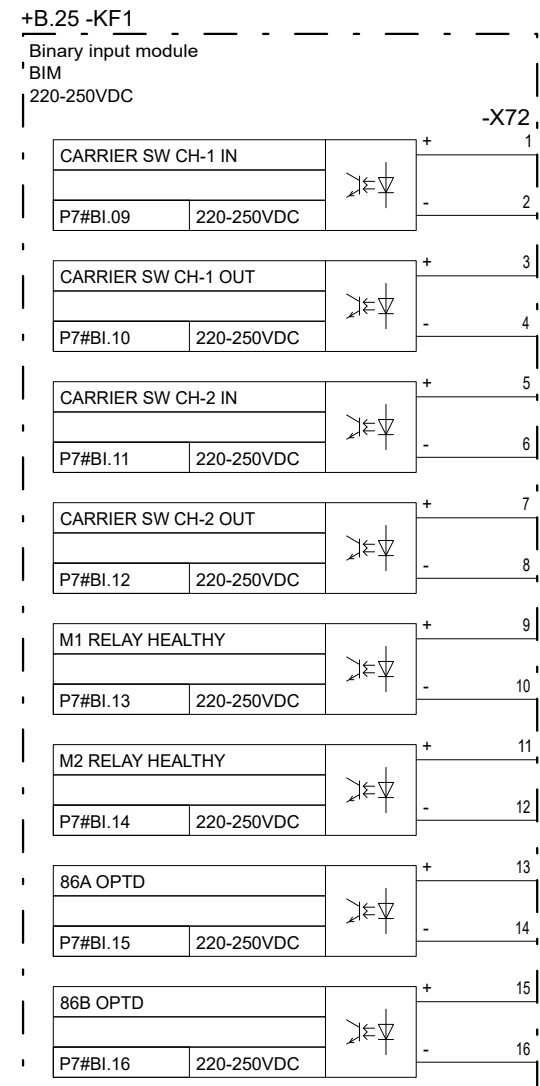 +B.25 -KF1
Binary input module
BIM
220-250VDC
-X72
CARRIER SW CH-1 IN
+ 1
P7#BI.09 220-250VDC
- 2
CARRIER SW CH-1 OUT
+ 3
P7#BI.10 220-250VDC
- 4
CARRIER SW CH-2 IN
+ 5
P7#BI.11 220-250VDC
- 6
CARRIER SW CH-2 OUT
+ 7
P7#BI.12 220-250VDC
- 8
M1 RELAY HEALTHY
+ 9
P7#BI.13 220-250VDC
- 10
M2 RELAY HEALTHY
+ 11
P7#BI.14 220-250VDC
- 12
86A OPTD
+ 13
P7#BI.15 220-250VDC
- 14
86B OPTD
+ 15
P7#BI.16 220-250VDC
- 16